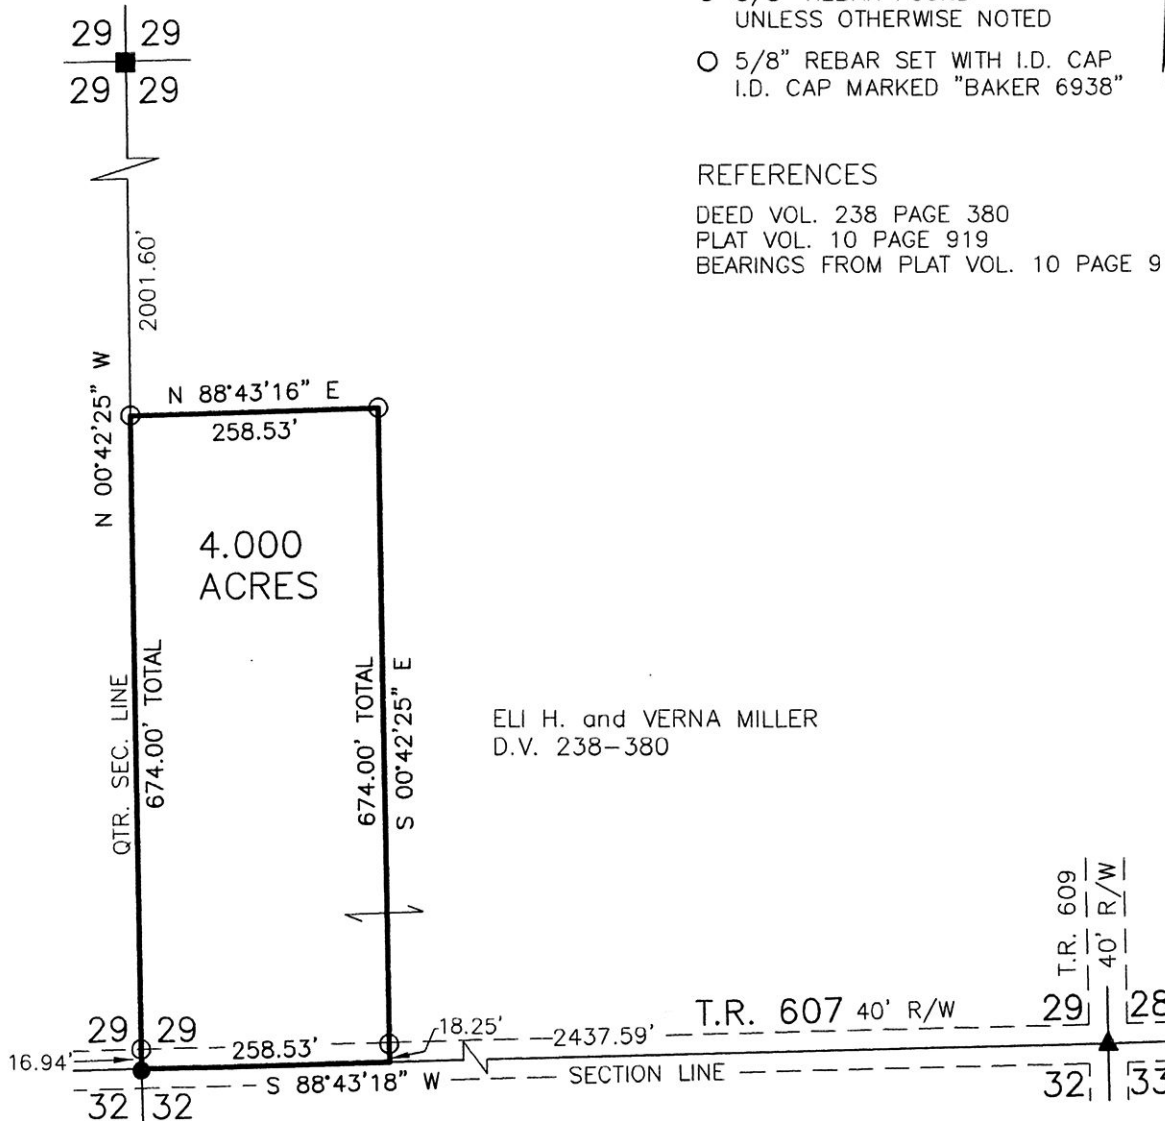 UNLESS OTHERWISE NOTED
5/8" REBAR SET WITH I.D. CAP
I.D. CAP MARKED "BAKER 6938"
REFERENCES
DEED VOL. 238 PAGE 380
PLAT VOL. 10 PAGE 919
BEARINGS FROM PLAT VOL. 10 PAGE 9
29 29
29 29
2001.60'
N 00°42'25" W
N 88°43'16" E
258.53'
4.000
ACRES
QTR. SEC. LINE
674.00' TOTAL
674.00' TOTAL
S 00°42'25" E
ELI H. and VERNA MILLER
D.V. 238-380
T.R. 609
40' R/W
29 29
16.94'
258.53'
18.25'
2437.59'
T.R. 607 40' R/W
29 28
S 88°43'18" W
SECTION LINE
32 32
32 33